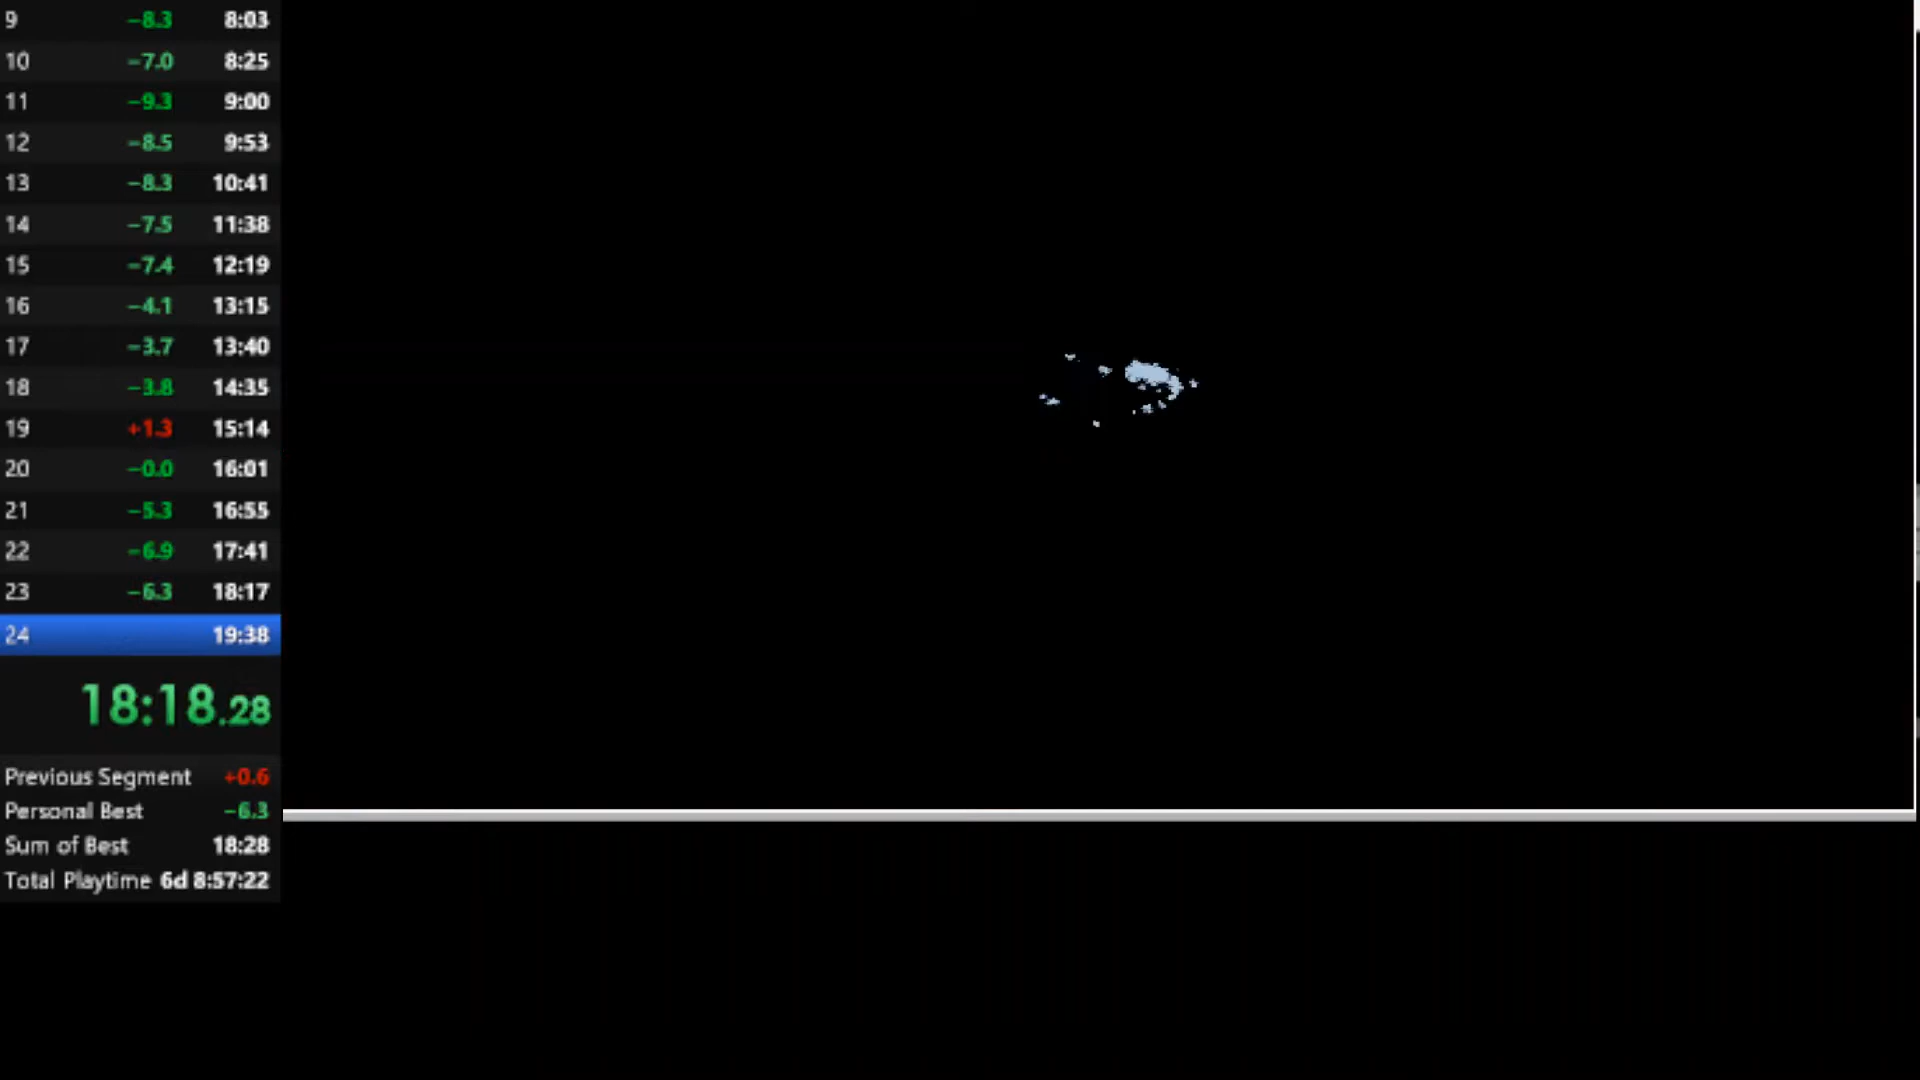 9 −8.3 8:03
10 −7.0 8:25
11 −9.3 9:00
12 −8.5 9:53
13 −8.3 10:41
14 −7.5 11:38
15 −7.4 12:19
16 −4.1 13:15
17 −3.7 13:40
18 −3.8 14:35
19 +1.3 15:14
20 −0.0 16:01
21 −5.3 16:55
22 −6.9 17:41
23 −6.3 18:17
24 19:38
18:18.28
Previous Segment +0.6
Personal Best −6.3
Sum of Best 18:28
Total Playtime 6d 8:57:22